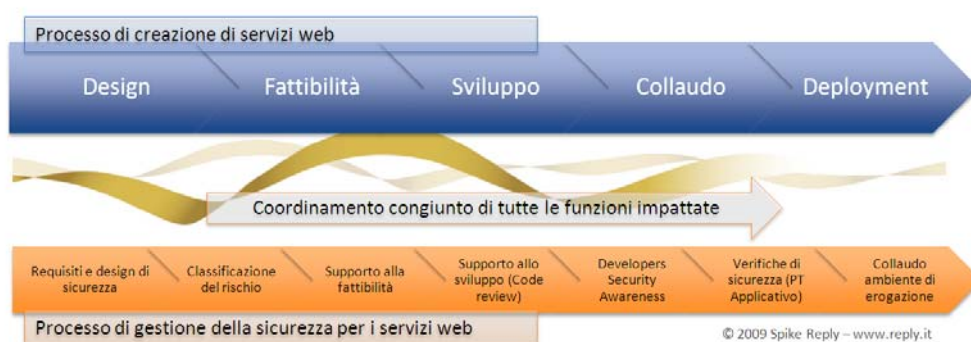 Processo di creazione di servizi web
Design
Fattibilità
Sviluppo
Collaudo
Deployment
Coordinamento congiunto di tutte le funzioni impattate
Requisiti e design di
sicurezza
Classificazione
del rischio
Supporto alla
fattibilità
Supporto allo
sviluppo (Code
review)
Developers
Security
Awareness
Verifiche di
sicurezza (PT
Applicativo)
Collaudo
ambiente di
erogazione
Processo di gestione della sicurezza per i servizi web
© 2009 Spike Reply – www.reply.it